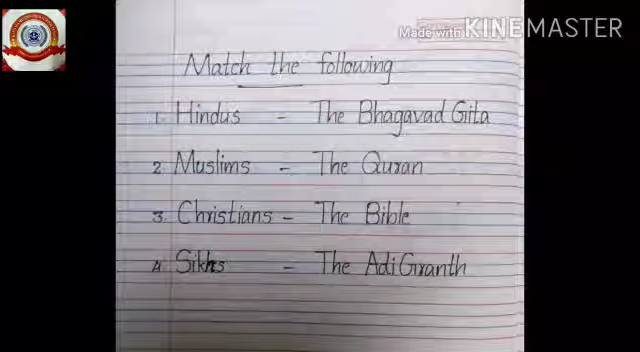 Made with KINEMASTER
Match the following
1. Hindus - The Bhagavad Gita
2. Muslims - The Quran
3. Christians - The Bible
4. Sikhs - The Adi Granth